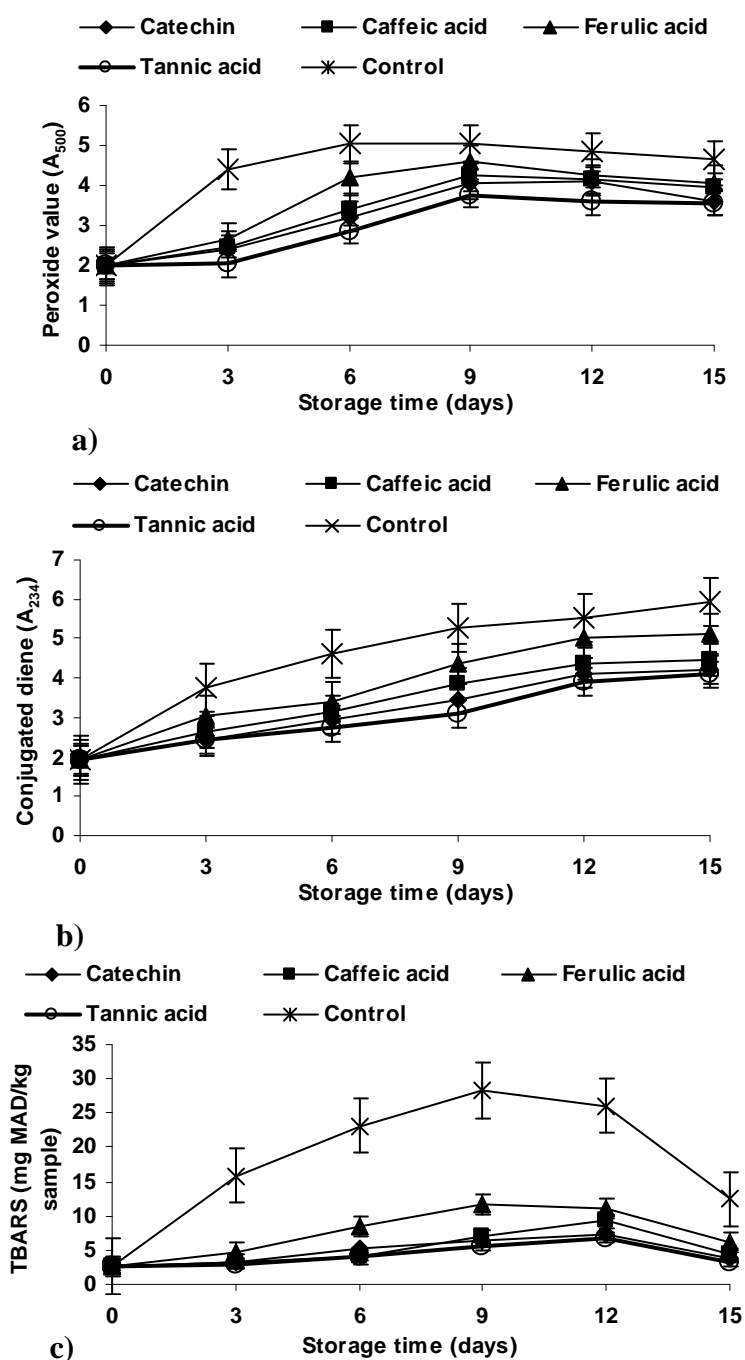 Catechin Caffeic acid Ferulic acid
Tannic acid Control
Peroxide value (A500)
6
5
4
3
2
1
0
0 3 6 9 12 15
Storage time (days)
a)
Catechin Caffeic acid Ferulic acid
Tannic acid Control
Conjugated diene (A234)
7
6
5
4
3
2
1
0
0 3 6 9 12 15
Storage time (days)
b)
Catechin Caffeic acid Ferulic acid
Tannic acid Control
TBARS (mg MAD/kg
sample)
35
30
25
20
15
10
5
0
0 3 6 9 12 15
Storage time (days)
c)